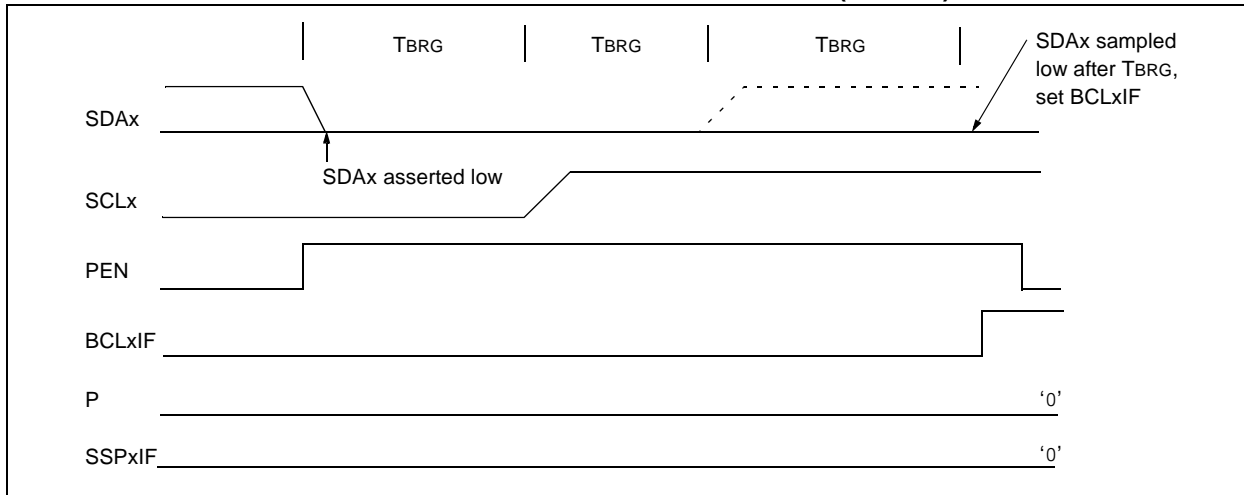 TBRG TBRG TBRG
SDAx sampled
low after TBRG,
set BCLxIF
SDAx
SDAx asserted low
SCLx
PEN
BCLxIF
P ‘0’
SSPxIF ‘0’